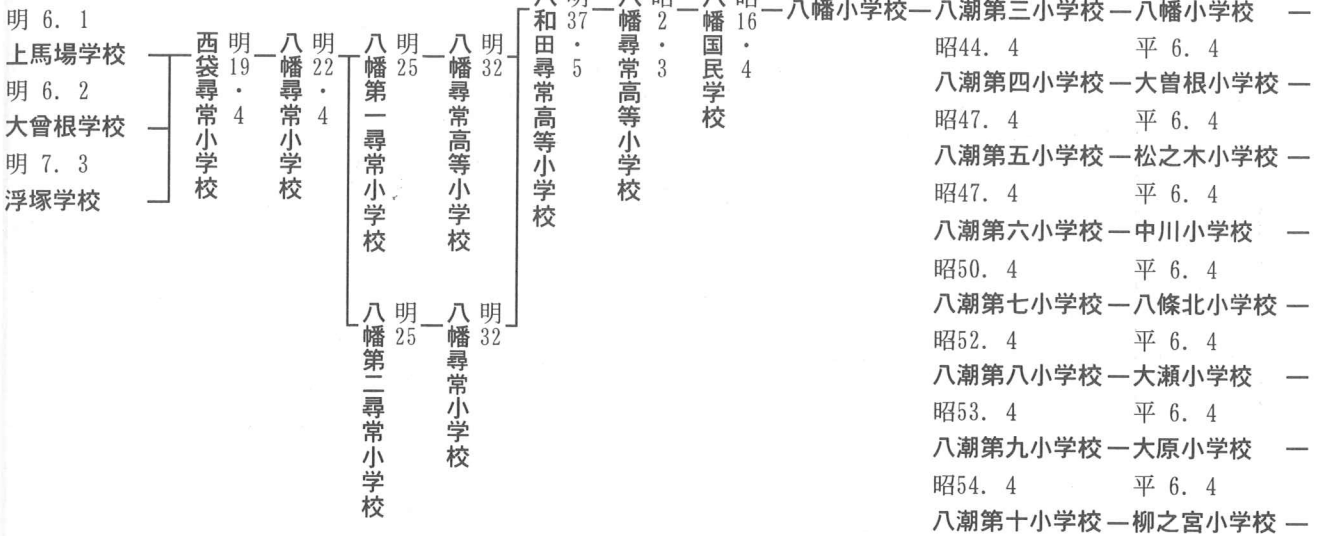 明 6. 1
上馬場学校
明 6. 2
大曾根学校
明 7. 3
浮塚学校
明19・4
西袋尋常小学校
明22・4
八幡尋常小学校
明25
八幡第一尋常小学校
明32
八幡尋常高等小学校
明25
八幡第二尋常小学校
明32
八幡尋常小学校
明37・5
八和田尋常高等小学校
昭2・3
八幡尋常高等小学校
昭16・4
八幡国民学校
八幡小学校
八潮第三小学校 八幡小学校
昭44. 4 平 6. 4
八潮第四小学校 大曽根小学校
昭47. 4 平 6. 4
八潮第五小学校 松之木小学校
昭47. 4 平 6. 4
八潮第六小学校 中川小学校
昭50. 4 平 6. 4
八潮第七小学校 八條北小学校
昭52. 4 平 6. 4
八潮第八小学校 大瀬小学校
昭53. 4 平 6. 4
八潮第九小学校 大原小学校
昭54. 4 平 6. 4
八潮第十小学校 柳之宮小学校